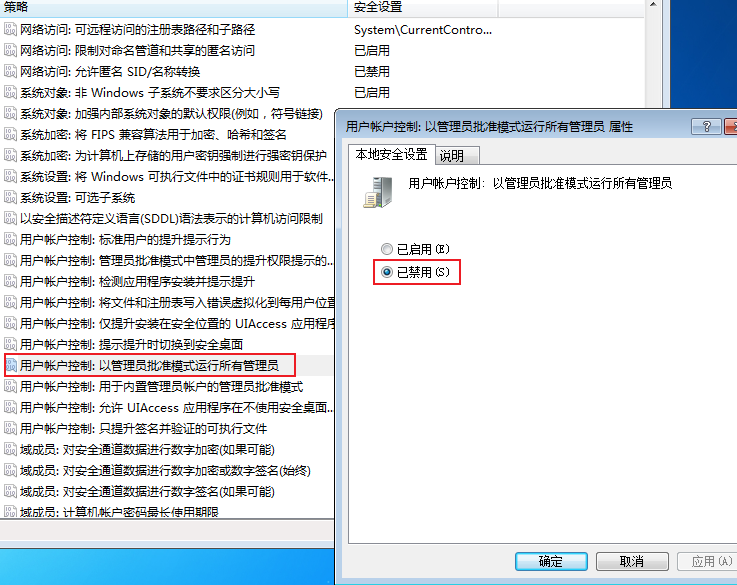 策略 安全设置
网络访问: 可远程访问的注册表路径和子路径 System\CurrentContro...
网络访问: 限制对命名管道和共享的匿名访问 已启用
网络访问: 允许匿名 SID/名称转换 已禁用
系统对象: 非 Windows 子系统不要求区分大小写 已启用
系统对象: 加强内部系统对象的默认权限(例如，符号链接)
系统加密: 将 FIPS 兼容算法用于加密、哈希和签名
系统加密: 为计算机上存储的用户密钥强制进行强密钥保护
系统设置: 将 Windows 可执行文件中的证书规则用于软件...
系统设置: 可选子系统
以安全描述符定义语言(SDDL)语法表示的计算机访问限制
用户帐户控制: 标准用户的提升提示行为
用户帐户控制: 管理员批准模式中管理员的提升权限提示的...
用户帐户控制: 检测应用程序安装并提示提升
用户帐户控制: 将文件和注册表写入错误虚拟化到每用户位置
用户帐户控制: 仅提升安装在安全位置的 UIAccess 应用程序
用户帐户控制: 提示提升时切换到安全桌面
用户帐户控制: 以管理员批准模式运行所有管理员
用户帐户控制: 用于内置管理员帐户的管理员批准模式
用户帐户控制: 允许 UIAccess 应用程序在不使用安全桌面...
用户帐户控制: 只提升签名并验证的可执行文件
域成员: 对安全通道数据进行数字加密(如果可能)
域成员: 对安全通道数据进行数字加密或数字签名(始终)
域成员: 对安全通道数据进行数字签名(如果可能)
域成员: 计算机帐户密码最长使用期限
用户帐户控制: 以管理员批准模式运行所有管理员 属性
?
本地安全设置 说明
用户帐户控制: 以管理员批准模式运行所有管理员
已启用(E)
已禁用(S)
确定 取消 应用(A)